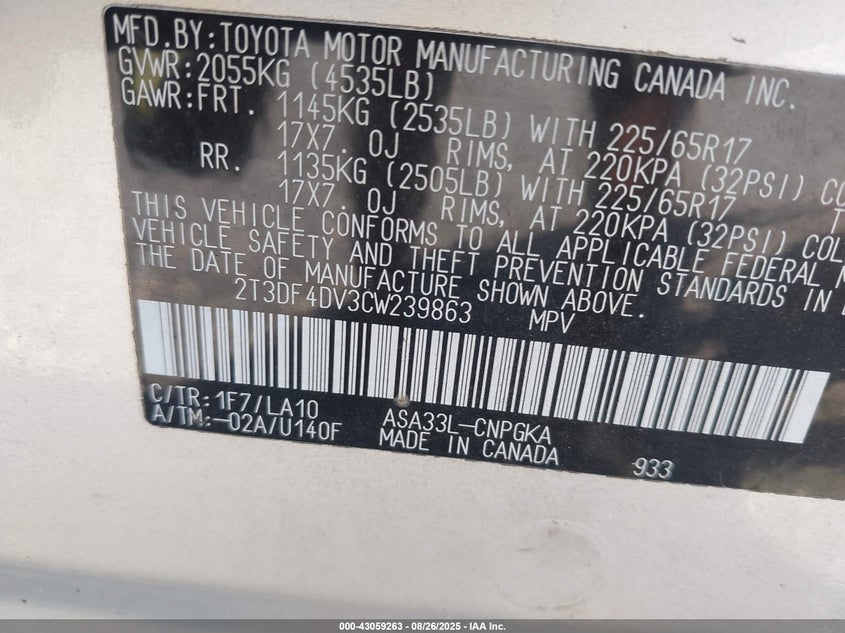 MFD.BY:TOYOTA MOTOR MANUFACTURING CANADA INC.
GVWR:2055KG (4535LB)
GAWR:FRT. 1145KG (2535LB) WITH 225/65R17
17X7.0J RIMS, AT 220KPA (32PSI)
RR. 1135KG (2505LB) WITH 225/65R17
17X7.0J RIMS, AT 220KPA (32PSI) COL
THIS VEHICLE CONFORMS TO ALL APPLICABLE FEDERAL
VEHICLE SAFETY AND THEFT PREVENTION STANDARDS IN
THE DATE OF MANUFACTURE SHOWN ABOVE.
2T3DF4DV3CW239863 MPV
C/TR:1F7/LA10 ASA33L-CNPGKA
A/TM:-02A/U140F MADE IN CANADA 933
000-43059263 - 08/26/2025 - IAA Inc.